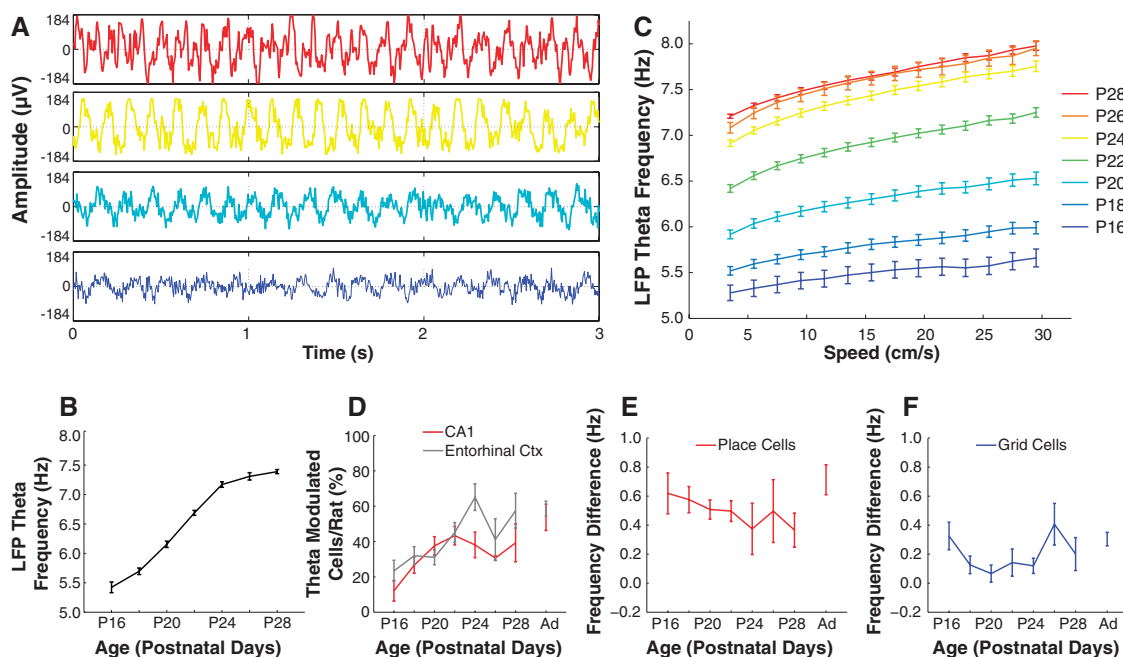 A
184
0
-184
184
0
-184
184
0
-184
184
0
-184
Amplitude (μV)
0
1
2
3
Time (s)
C
8.0
7.5
7.0
6.5
6.0
5.5
5.0
LFP Theta Frequency (Hz)
0
5
10
15
20
25
30
Speed (cm/s)
P28
P26
P24
P22
P20
P18
P16
B
8.0
7.5
7.0
6.5
6.0
5.5
5.0
LFP Theta
Frequency (Hz)
P16
P20
P24
P28
Age (Postnatal Days)
D
CA1
Entorhinal Ctx
100
80
60
40
20
0
Theta Modulated
Cells/Rat (%)
P16
P20
P24
P28
Ad
Age (Postnatal Days)
E
Place Cells
1.0
0.8
0.6
0.4
0.2
0.0
−0.2
Frequency Difference (Hz)
P16
P20
P24
P28
Ad
Age (Postnatal Days)
F
Grid Cells
1.0
0.8
0.6
0.4
0.2
0.0
−0.2
Frequency Difference (Hz)
P16
P20
P24
P28
Ad
Age (Postnatal Days)